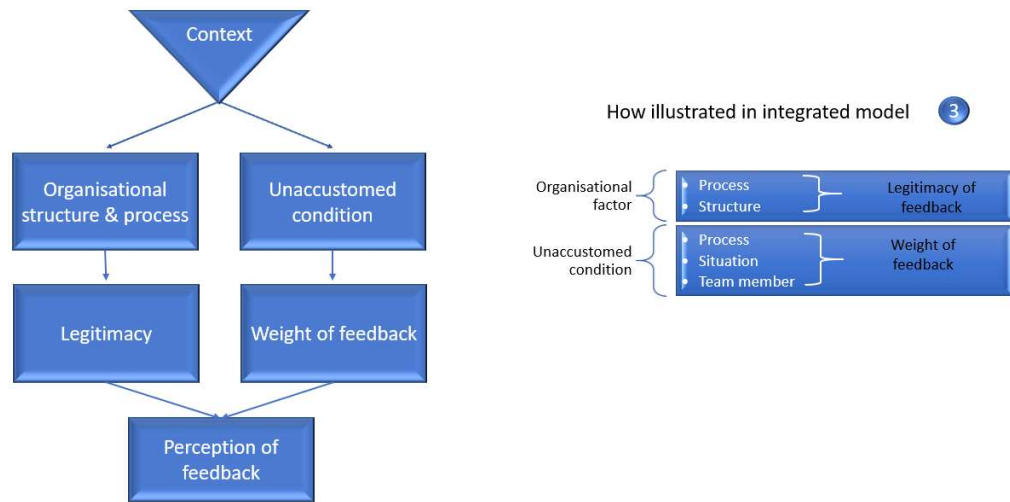 Context
Organisational
structure & process
Unaccustomed
condition
Legitimacy
Weight of feedback
Perception of
feedback
How illustrated in integrated model 3
Organisational
factor
• Process
• Structure
Legitimacy of
feedback
Unaccustomed
condition
• Process
• Situation
• Team member
Weight of
feedback